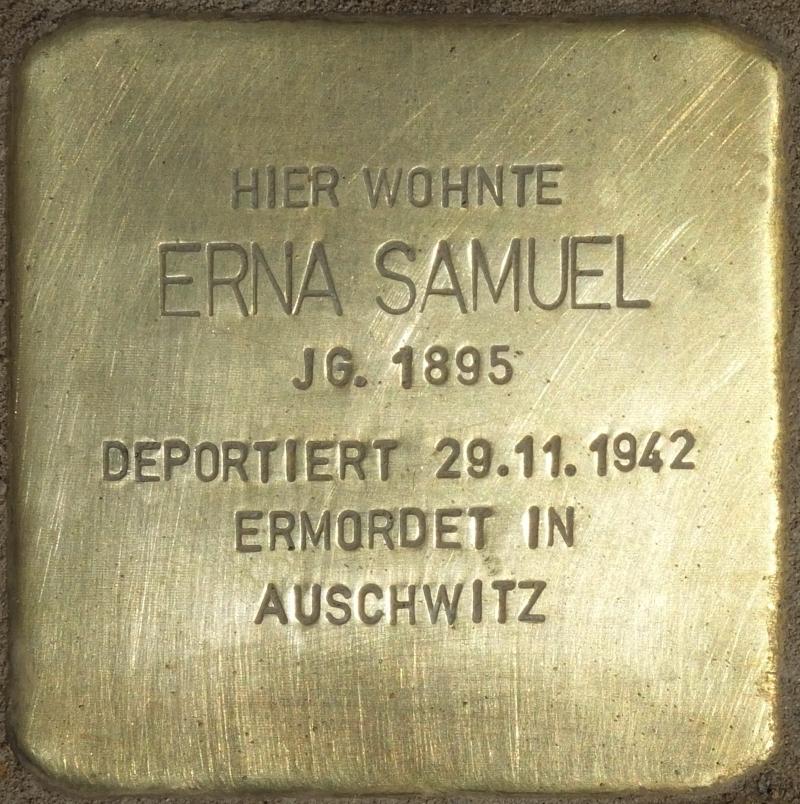 HIER WOHNTE
ERNA SAMUEL
JG. 1895
DEPORTIERT 29.11.1942
ERMORDET IN
AUSCHWITZ